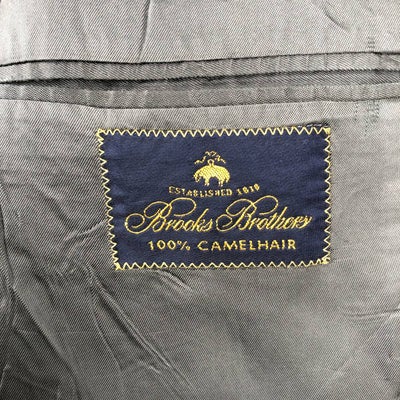 ESTABLISHED 1818
Brooks Brothers
100% CAMELHAIR